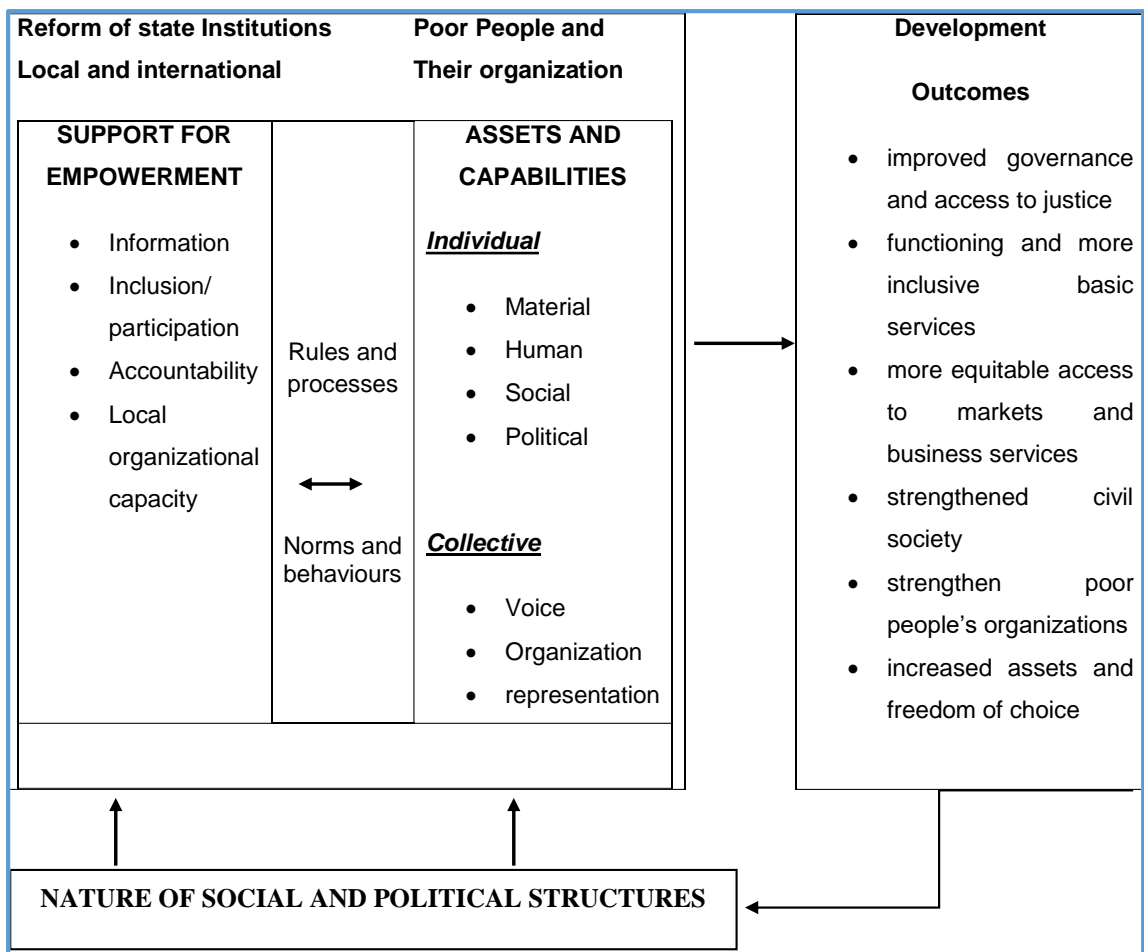 Reform of state Institutions
Local and international
Poor People and
Their organization
SUPPORT FOR
EMPOWERMENT
• Information
• Inclusion/
participation
• Accountability
• Local
organizational
capacity
Rules and
processes
Norms and
behaviours
ASSETS AND
CAPABILITIES
Individual
• Material
• Human
• Social
• Political
Collective
• Voice
• Organization
• representation
Development
Outcomes
• improved governance
and access to justice
• functioning and more
inclusive basic
services
• more equitable access
to markets and
business services
• strengthened civil
society
• strengthen poor
people’s organizations
• increased assets and
freedom of choice
NATURE OF SOCIAL AND POLITICAL STRUCTURES